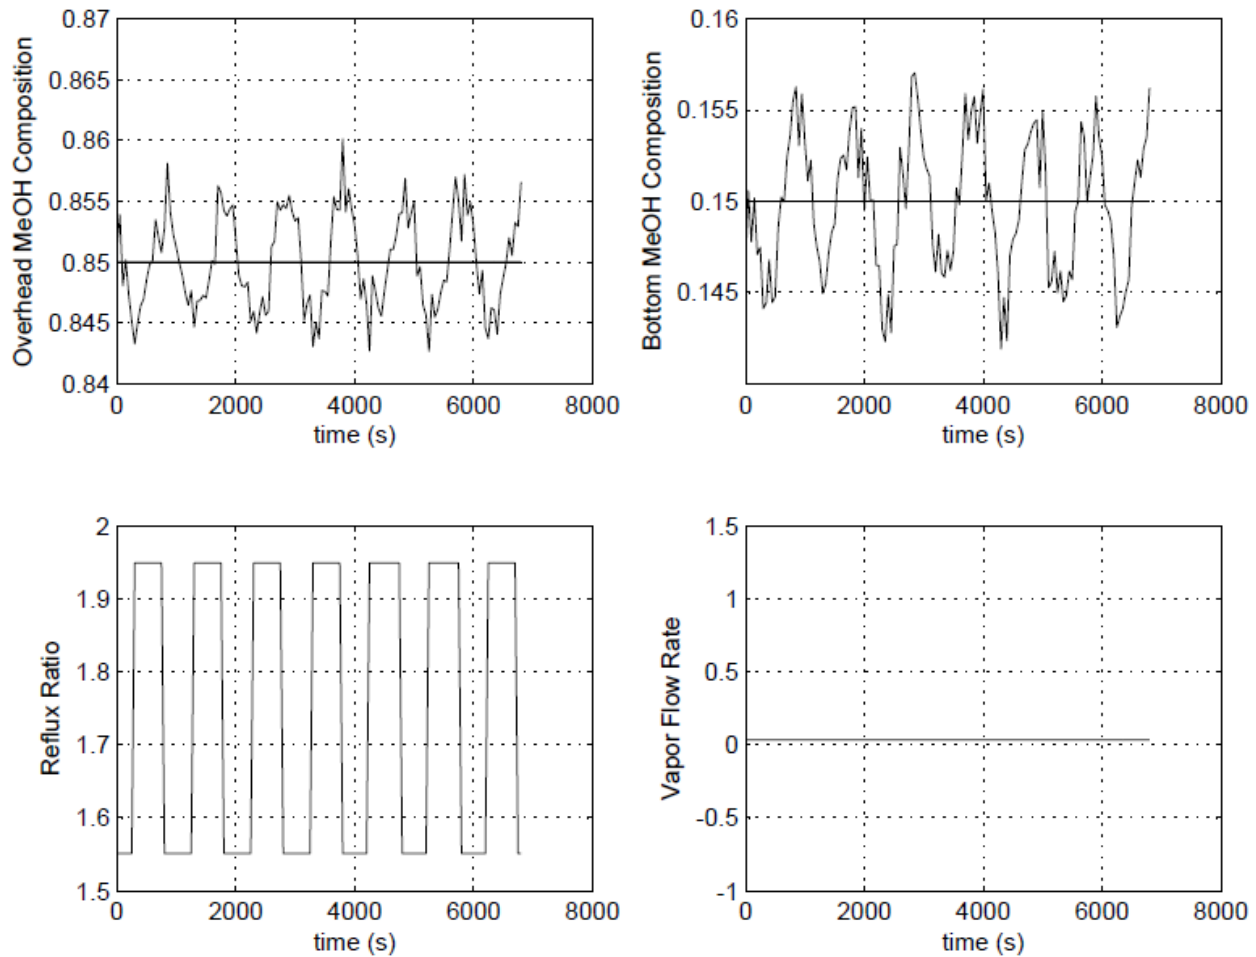 Overhead MeOH Composition
0.87
0.865
0.86
0.855
0.85
0.845
0.84
0 2000 4000 6000 8000
time (s)
Bottom MeOH Composition
0.16
0.155
0.15
0.145
0 2000 4000 6000 8000
time (s)
Reflux Ratio
2
1.9
1.8
1.7
1.6
1.5
0 2000 4000 6000 8000
time (s)
Vapor Flow Rate
1.5
1
0.5
0
-0.5
-1
0 2000 4000 6000 8000
time (s)